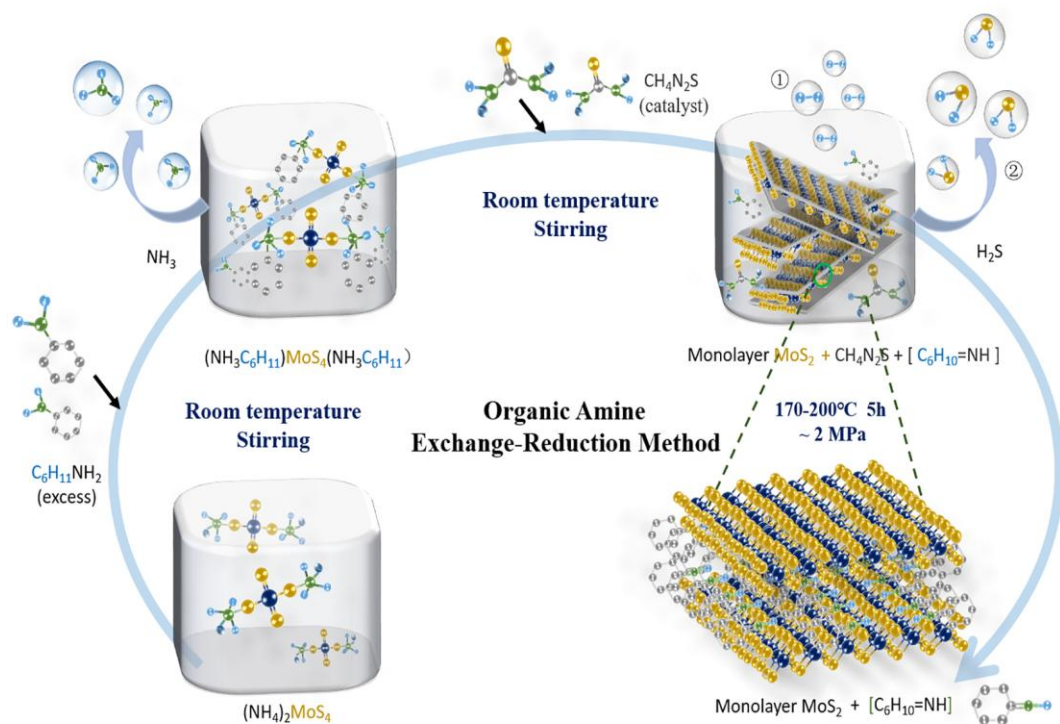 CH₄N₂S
(catalyst)
①
②
NH₃
Room temperature
Stirring
H₂S
(NH₃C₆H₁₁)MoS₄(NH₃C₆H₁₁）
Monolayer MoS₂ + CH₄N₂S + [ C₆H₁₀=NH ]
Room temperature
Stirring
Organic Amine
Exchange-Reduction Method
170-200℃ 5h
~ 2 MPa
C₆H₁₁NH₂
(excess)
(NH₄)₂MoS₄
Monolayer MoS₂ + [C₆H₁₀=NH]